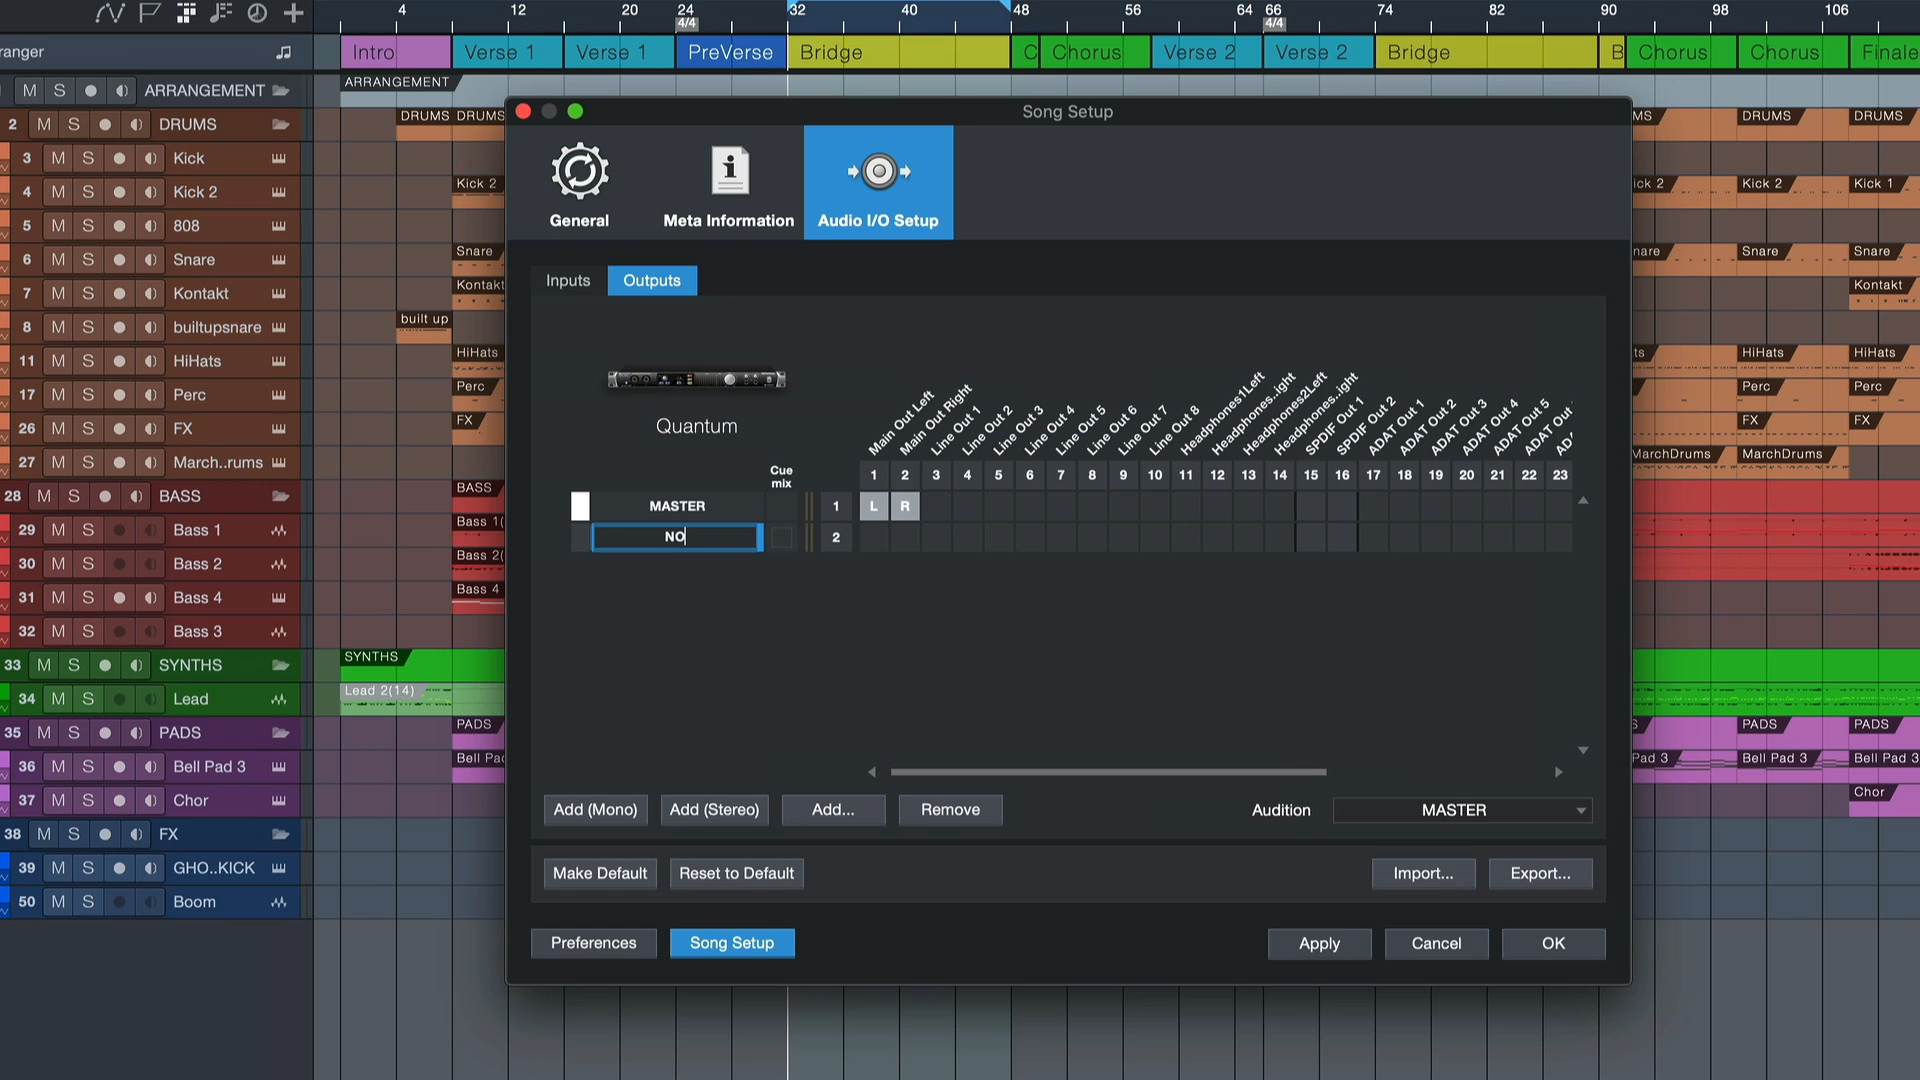 4 12 20 24 32 40 48 56 64 66 74 82 90 98 106
4/4 4/4
ranger Intro Verse 1 Verse 1 PreVerse Bridge C Chorus Verse 2 Verse 2 Bridge B Chorus Chorus Finale
M S ARRANGEMENT ARRANGEMENT
Song Setup
2 M S DRUMS DRUMS DRUMS MS DRUMS DRUMS
3 M S Kick
4 M S Kick 2 Kick 2 ick 2 Kick 2 Kick 1
5 M S 808
6 M S Snare Snare nare Snare Snare
7 M S Kontakt Kontakt Kontakt
8 M S builtupsnare built up
11 M S HiHats HiHats ts HiHats HiHats
17 M S Perc Perc Perc Perc
26 M S FX FX FX FX
27 M S March..rums MarchDrums MarchDrums
28 M S BASS BASS
29 M S Bass 1 Bass 1(
30 M S Bass 2 Bass 2(
31 M S Bass 4 Bass 4
32 M S Bass 3
33 M S SYNTHS SYNTHS
34 M S Lead Lead 2(14)
35 M S PADS PADS S PADS PADS
36 M S Bell Pad 3 Bell Pad Pad 3 Bell Pad 3 Bell Pad 3
37 M S Chor Chor
38 M S FX
39 M S GHO..KICK
50 M S Boom
General Meta Information Audio I/O Setup
Inputs Outputs
Quantum
Main Out Left Main Out Right Line Out 1 Line Out 2 Line Out 3 Line Out 4 Line Out 5 Line Out 6 Line Out 7 Line Out 8 Headphones1Left Headphones..ight Headphones2Left Headphones..ight SPDIF Out 1 SPDIF Out 2 ADAT Out 1 ADAT Out 2 ADAT Out 3 ADAT Out 4 ADAT Out 5 ADAT Out AD
Cue
mix
1 2 3 4 5 6 7 8 9 10 11 12 13 14 15 16 17 18 19 20 21 22 23
MASTER 1 L R
NO 2
Add (Mono) Add (Stereo) Add... Remove Audition MASTER
Make Default Reset to Default Import... Export...
Preferences Song Setup Apply Cancel OK